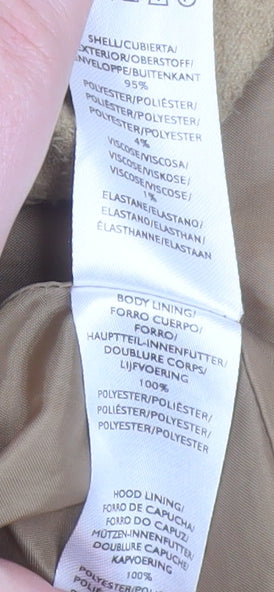 SHELL/CUBIERTA/
EXTERIOR/OBERSTOFF/
ENVELOPPE/BUITENKANT
95%
POLYESTER/POLIÉSTER/
POLIÉSTER/POLYESTER/
POLYESTER/POLYESTER
4%
VISCOSE/VISCOSA/
VISCOSE/VISKOSE/
VISCOSE/VISCOSE/
1%
ELASTANE/ELASTANO/
ELASTANO/ELASTHAN/
ÉLASTHANNE/ELASTAAN
BODY LINING/
FORRO CUERPO/
FORRO/
HAUPTTEIL-INNENFUTTER/
DOUBLURE CORPS/
LIJFVOERING
100%
POLYESTER/POLIÉSTER/
POLIÉSTER/POLYESTER/
POLYESTER/POLYESTER
HOOD LINING/
FORRO DE CAPUCHA/
FORRO DO CAPUZ/
MÜTZEN-INNENFUTTER/
DOUBLURE CAPUCHE/
KAPVOERING
100%